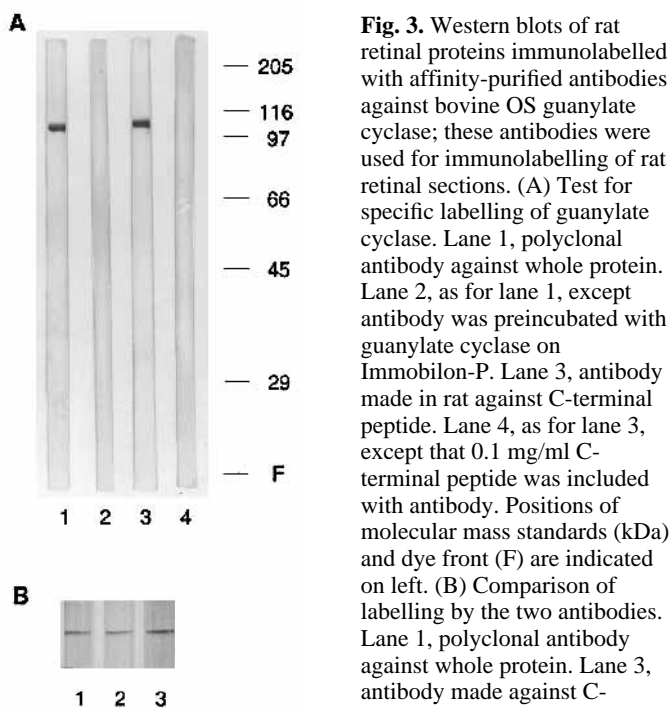 A
205
116
97
66
45
29
F
1 2 3 4
B
1 2 3
Fig. 3. Western blots of rat
retinal proteins immunolabelled
with affinity-purified antibodies
against bovine OS guanylate
cyclase; these antibodies were
used for immunolabelling of rat
retinal sections. (A) Test for
specific labelling of guanylate
cyclase. Lane 1, polyclonal
antibody against whole protein.
Lane 2, as for lane 1, except
antibody was preincubated with
guanylate cyclase on
Immobilon-P. Lane 3, antibody
made in rat against C-terminal
peptide. Lane 4, as for lane 3,
except that 0.1 mg/ml C-
terminal peptide was included
with antibody. Positions of
molecular mass standards (kDa)
and dye front (F) are indicated
on left. (B) Comparison of
labelling by the two antibodies.
Lane 1, polyclonal antibody
against whole protein. Lane 3,
antibody made against C-